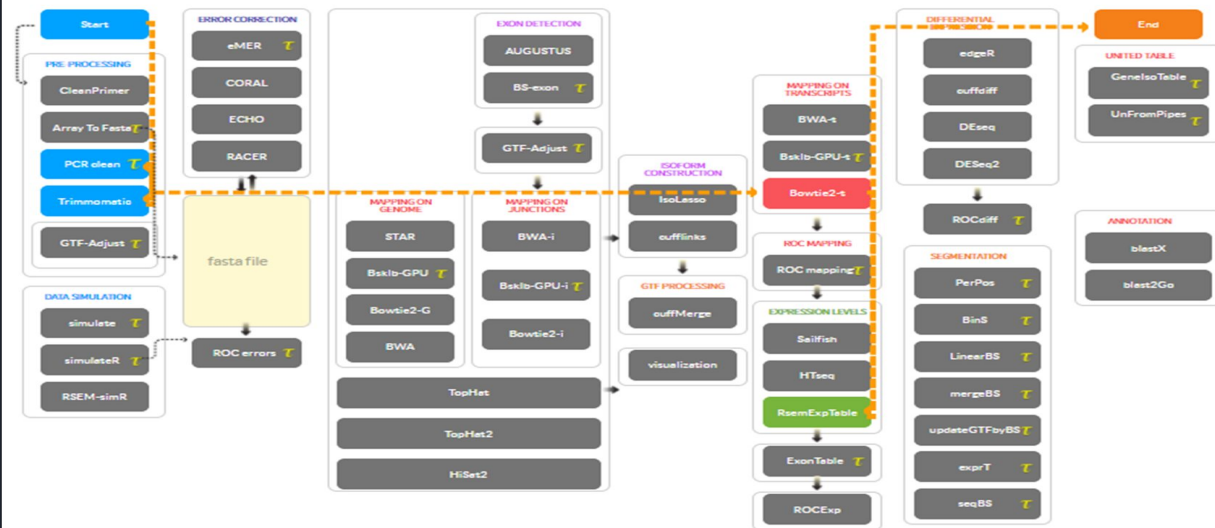 Start
PRE-PROCESSING
CleanPrimer
Array To Fasta τ
PCR clean τ
Trimmomatic
GTF-Adjust τ
DATA SIMULATION
simulate τ
simulateR τ
RSEM-simR
ERROR CORRECTION
eMER τ
CORAL
ECHO
RACER
fasta file
ROC errors τ
EXON DETECTION
AUGUSTUS
BS-exon τ
GTF-Adjust τ
MAPPING ON
GENOME
STAR
Bsklb-GPU τ
Bowtie2-G
BWA
MAPPING ON
JUNCTIONS
BWA-i
Bsklb-GPU-i τ
Bowtie2-i
TopHat
TopHat2
HiSat2
ISOFORM
CONSTRUCTION
IsoLasso
cufflinks
GTF PROCESSING
cuffMerge
visualization
MAPPING ON
TRANSCRIPTS
BWA-s
Bsklb-GPU-s τ
Bowtie2-s
ROC MAPPING
ROC mapping τ
EXPRESSION LEVELS
Sailfish
HTseq
RsemExpTable
ExonTable τ
ROCExp
DIFFERENTIAL
edgeR
cuffdiff
DEseq
DESeq2
ROCdiff τ
SEGMENTATION
PerPos τ
BinS τ
LinearBS τ
mergeBS τ
updateGTFbyBS τ
exprT τ
seqBS τ
End
UNITED TABLE
GeneIsoTable τ
UnFromPipes τ
ANNOTATION
blastX
blast2Go